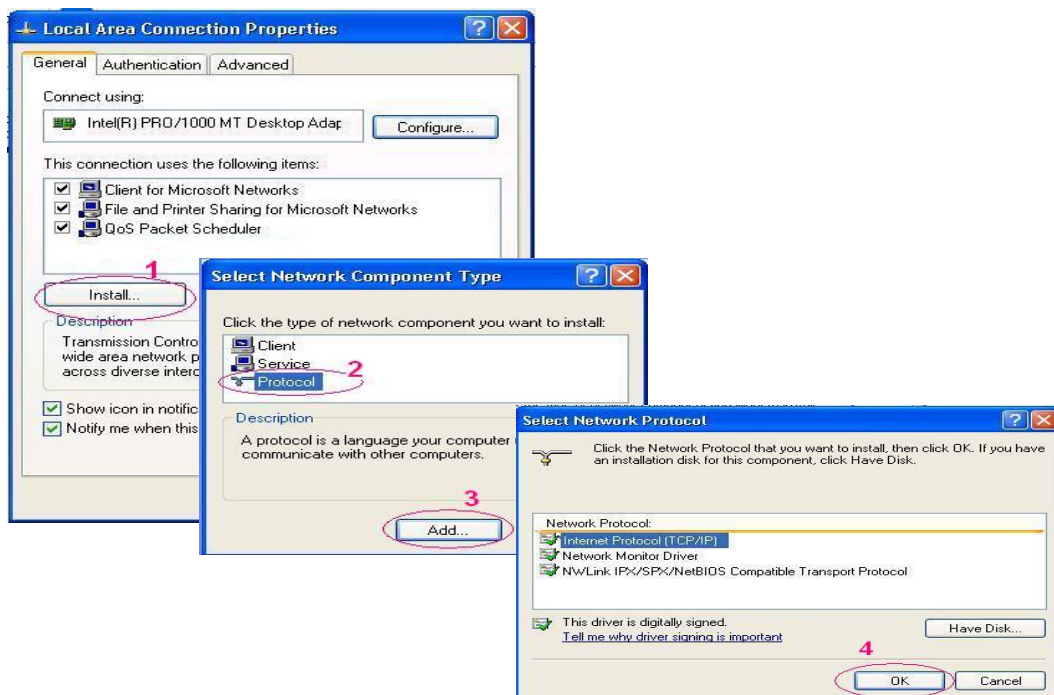 Local Area Connection Properties
General Authentication Advanced
Connect using:
Intel(R) PRO/1000 MT Desktop Adap
Configure...
This connection uses the following items:
Client for Microsoft Networks
File and Printer Sharing for Microsoft Networks
QoS Packet Scheduler
1
Install...
Description
Transmission Contro
wide area network p
across diverse interc
Show icon in notific
Notify me when this
Select Network Component Type
Click the type of network component you want to install:
Client
Service
2
Protocol
Description
A protocol is a language your computer
communicate with other computers.
3
Add...
Select Network Protocol
Click the Network Protocol that you want to install, then click OK. If you have
an installation disk for this component, click Have Disk.
Network Protocol:
Internet Protocol (TCP/IP)
Network Monitor Driver
NWLink IPX/SPX/NetBIOS Compatible Transport Protocol
This driver is digitally signed.
Tell me why driver signing is important
Have Disk...
4
OK Cancel